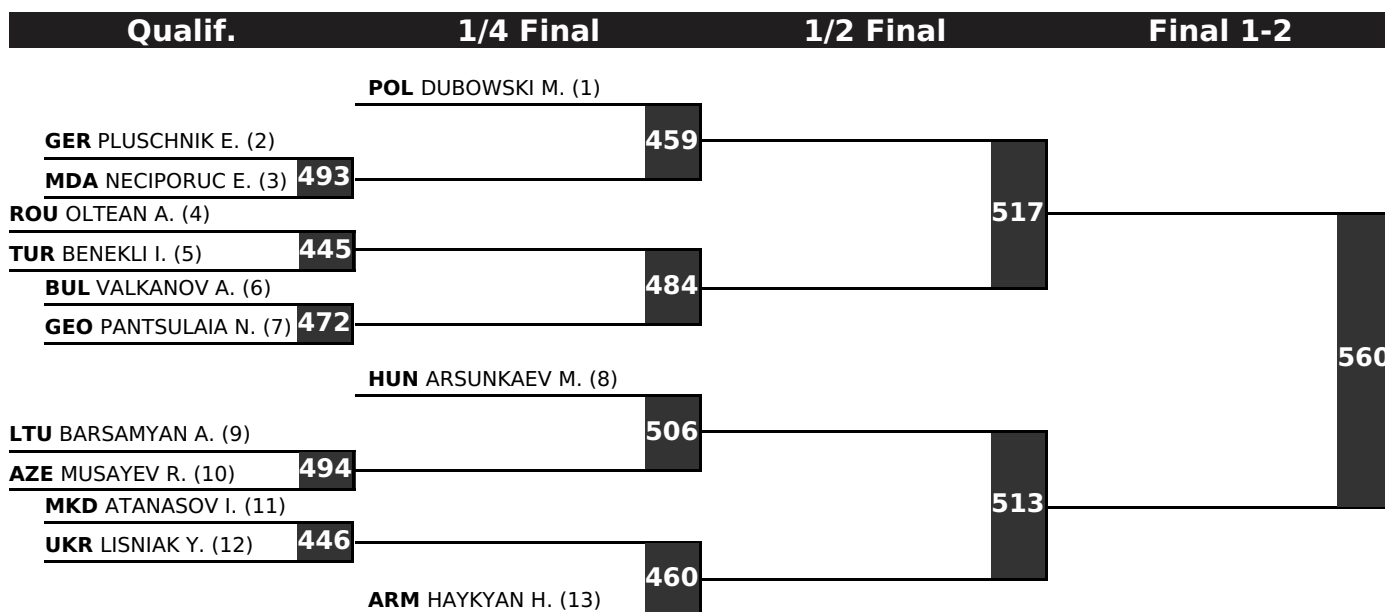 Qualif. 1/4 Final 1/2 Final Final 1-2
POL DUBOWSKI M. (1)
459
GER PLUSCHNIK E. (2)
493
MDA NECIPORUC E. (3)
517
ROU OLTEAN A. (4)
445
TUR BENEKLI I. (5)
484
BUL VALKANOV A. (6)
472
GEO PANTSULAIA N. (7)
560
HUN ARSUNKAEV M. (8)
506
LTU BARSAMYAN A. (9)
494
AZE MUSAYEV R. (10)
513
MKD ATANASOV I. (11)
446
UKR LISNIAK Y. (12)
460
ARM HAYKYAN H. (13)